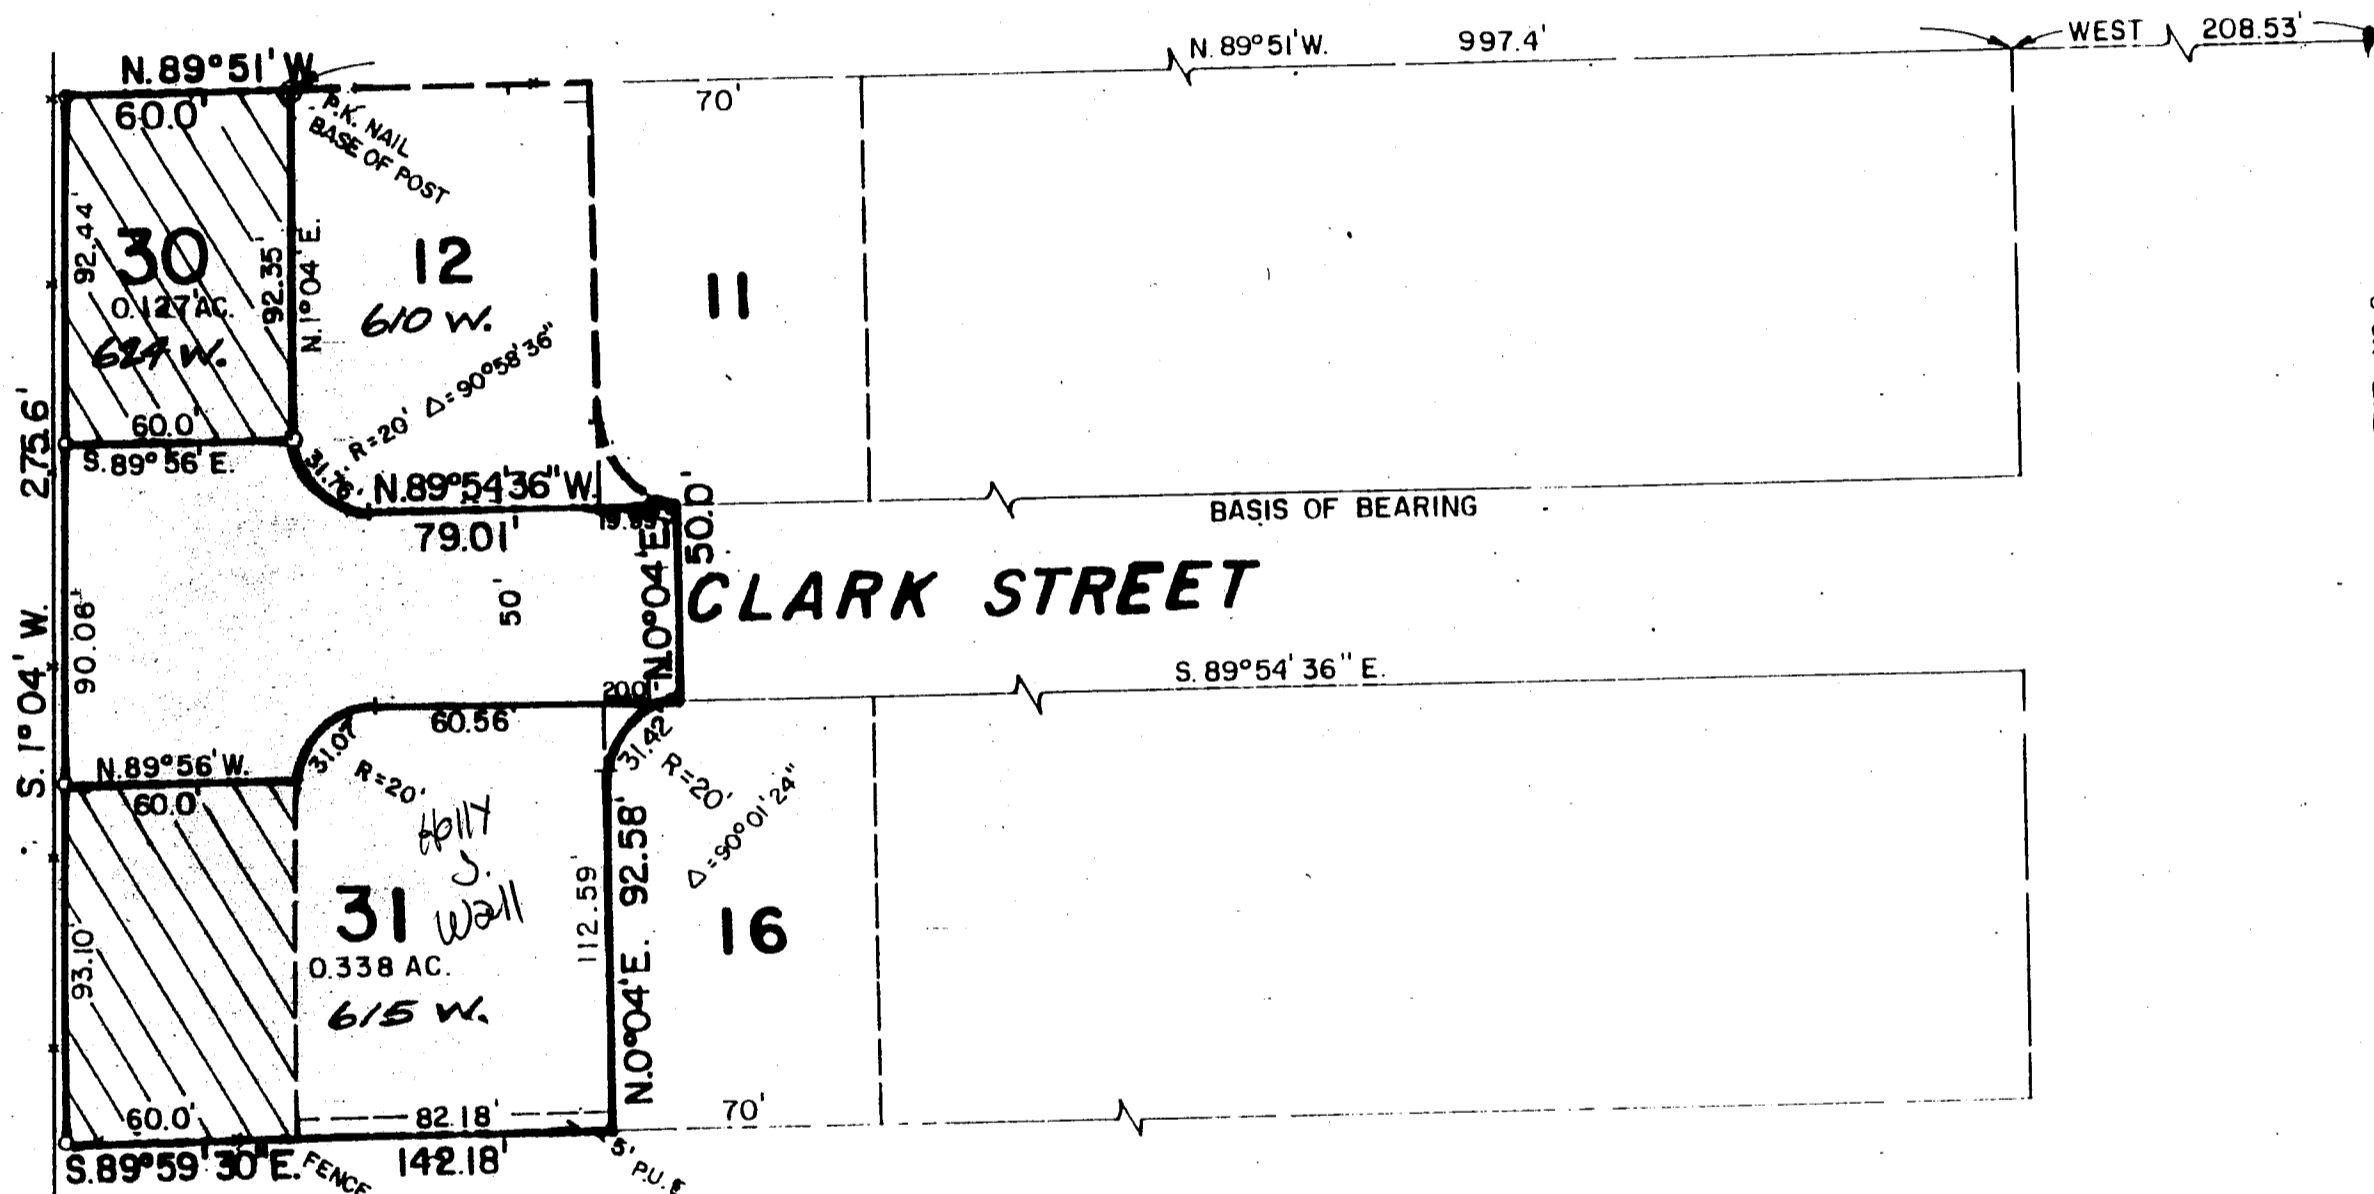 N. 89°51' W.
997.4'
WEST
208.53'
N. 89°51' W.
60.0'
70'
P.K. NAIL
BASE OF POST
92.44'
30
0.127 AC.
624 W.
92.35'
N. 1°04' E.
12
610 W.
11
R=20' Δ=90°58'36"
31.76'
60.0'
S. 89°56' E.
N. 89°54'36" W.
79.01'
50.0'
N. 0°04' E.
BASIS OF BEARING
275.6'
S. 1°04' W.
90.06'
50'
CLARK STREET
S. 89°54'36" E.
20.0'
60.56'
31.07'
R=20'
31.42'
R=20'
Δ=90°01'24"
N. 89°56' W.
60.0'
Holly
S.
Wall
31
0.338 AC.
615 W.
93.10'
112.59'
N. 0°04' E. 92.58'
16
60.0'
82.18'
70'
S. 89°59'30" E.
142.18'
FENCE
5' P.U.E